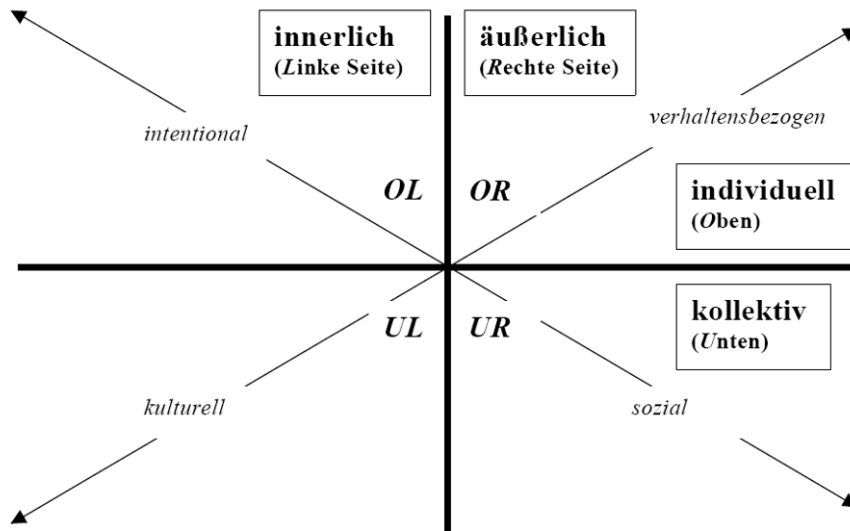 innerlich
(Linke Seite)
äußerlich
(Rechte Seite)
intentional
verhaltensbezogen
OL
OR
individuell
(Oben)
UL
UR
kollektiv
(Unten)
kulturell
sozial